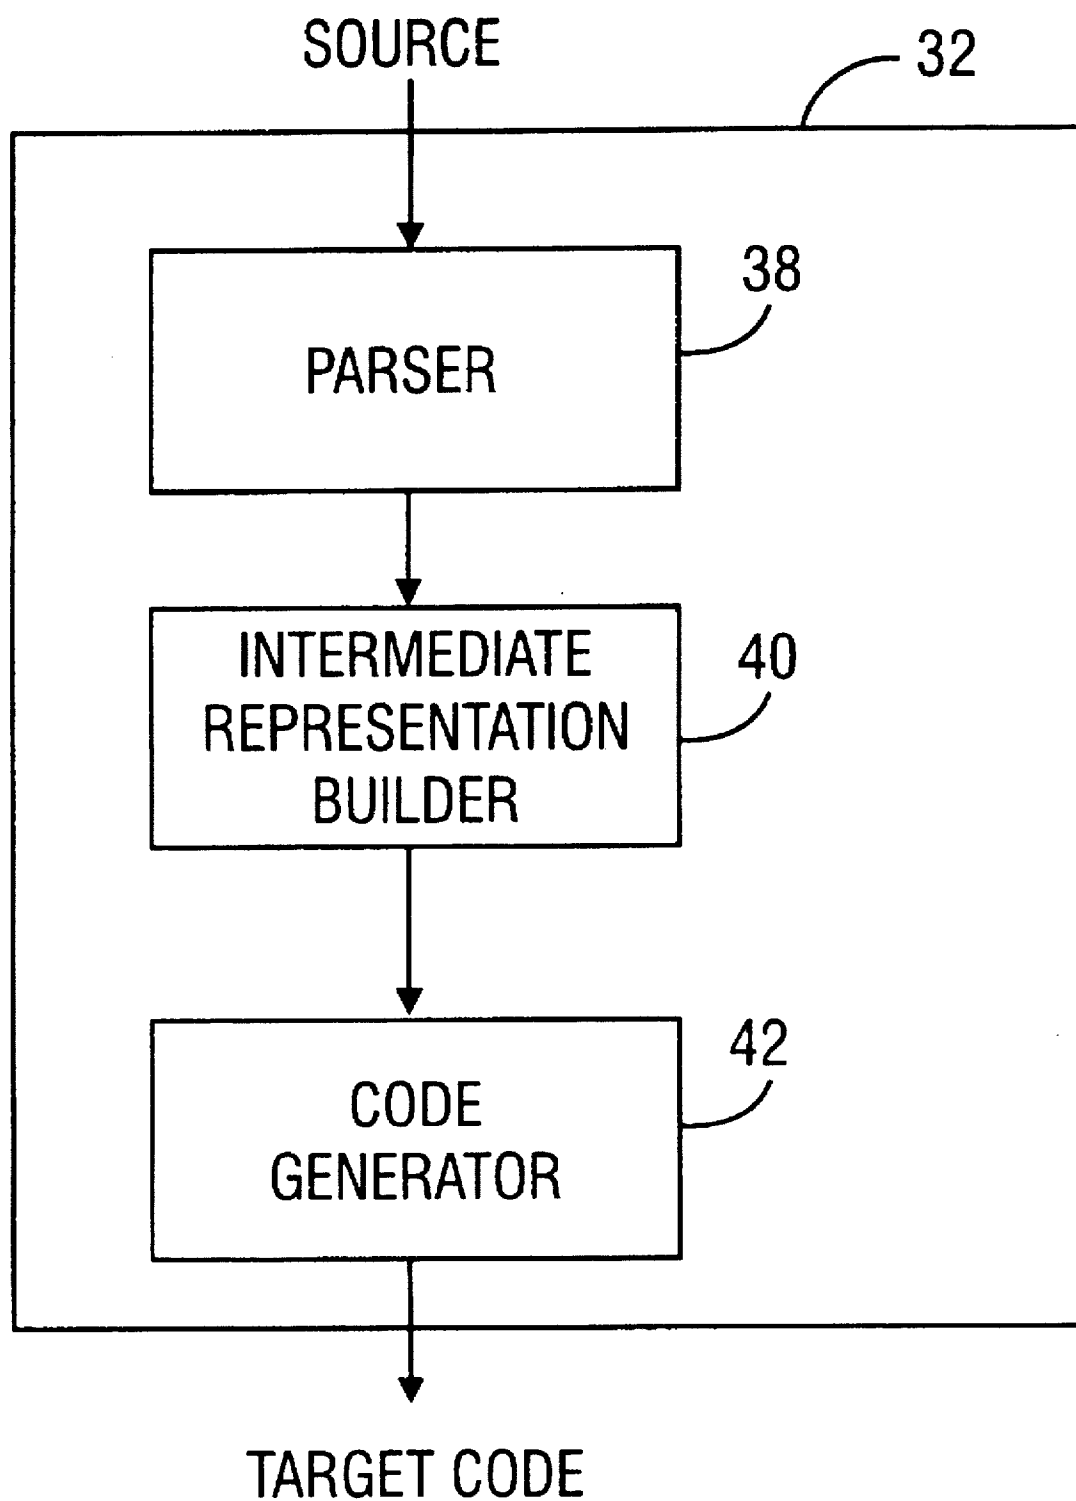 SOURCE
32
PARSER
38
INTERMEDIATE
REPRESENTATION
BUILDER
40
CODE
GENERATOR
42
TARGET CODE